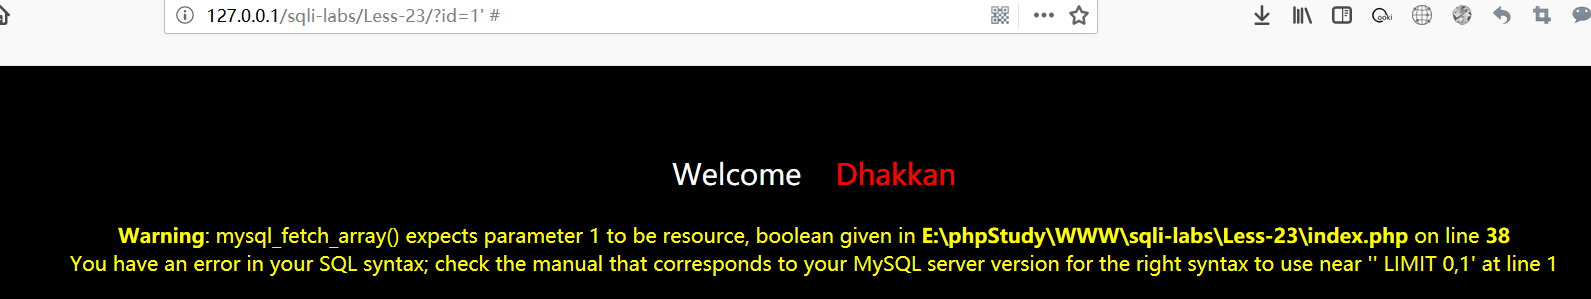 127.0.0.1/sqli-labs/Less-23/?id=1' #
Welcome Dhakkan
Warning: mysql_fetch_array() expects parameter 1 to be resource, boolean given in E:\phpStudy\WWW\sqli-labs\Less-23\index.php on line 38
You have an error in your SQL syntax; check the manual that corresponds to your MySQL server version for the right syntax to use near '' LIMIT 0,1' at line 1